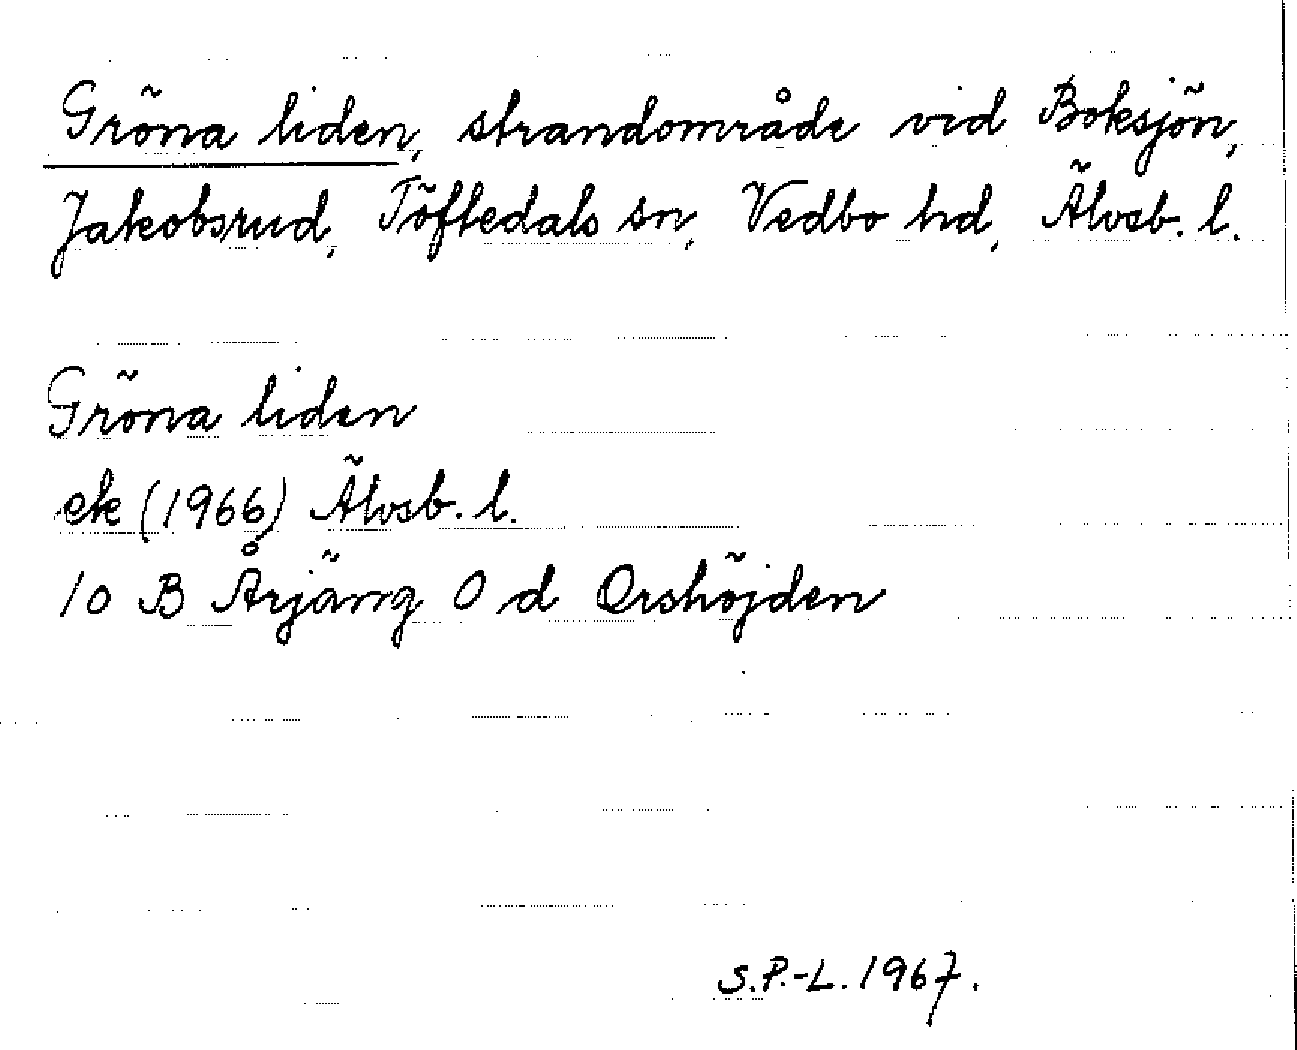 Gröna liden, strandområde vid Boksjön,
Jakobsrud, Töftedals sn, Vedbo hd, Älvsb. l.
Gröna liden
ek (1966) Älvsb. l.
10 B Årjäng 0 d Orshöjden
S.P.-L. 1967.